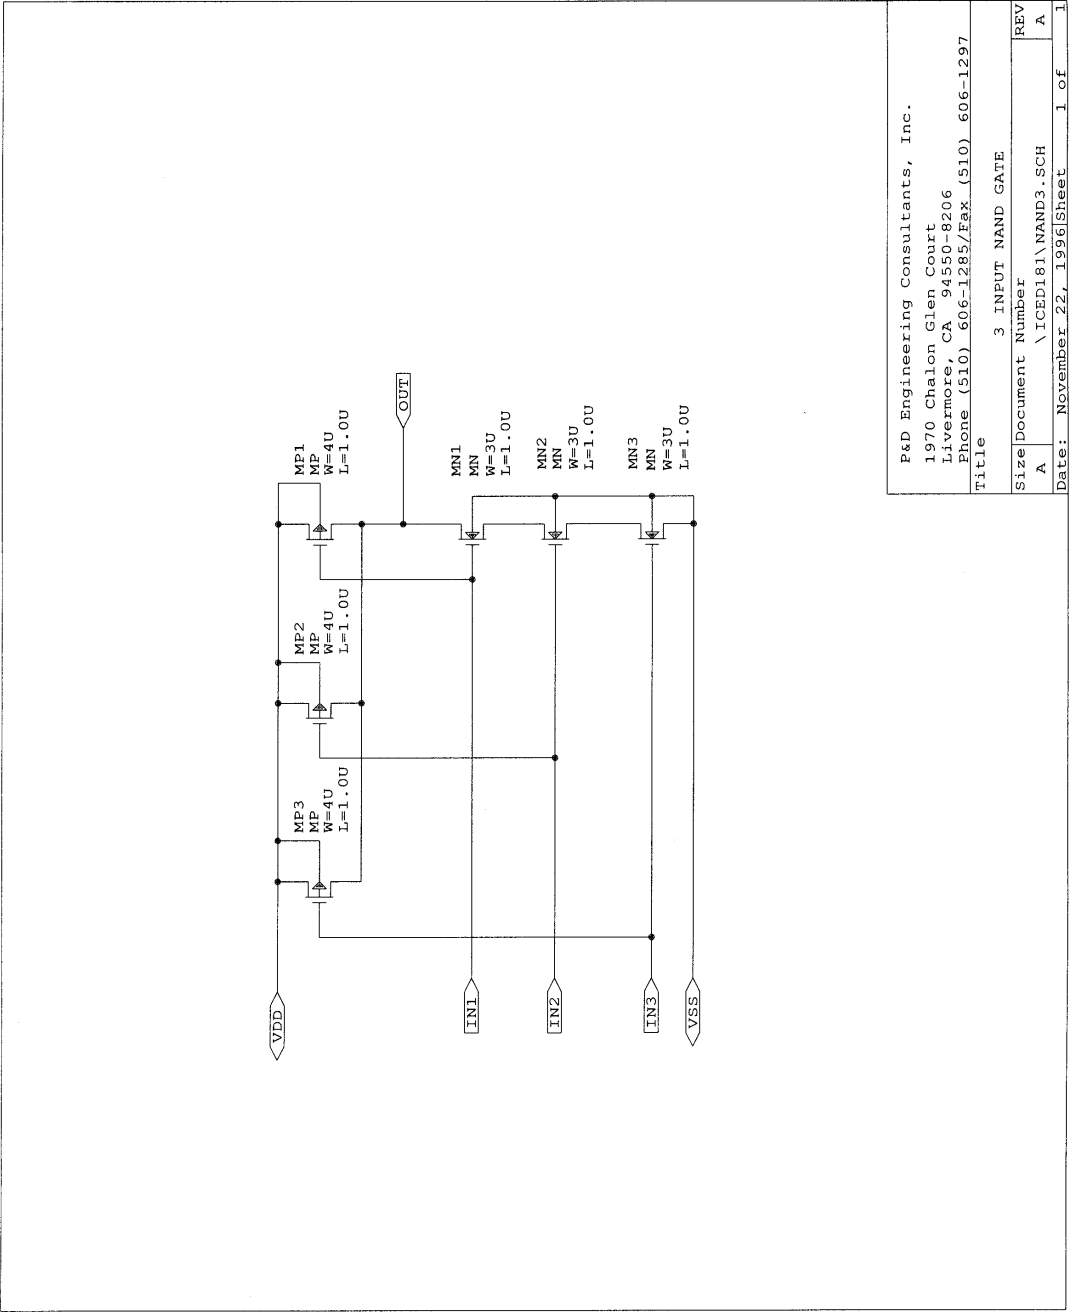 MP3
MP
W=4U
L=1.0U
MP2
MP
W=4U
L=1.0U
MP1
MP
W=4U
L=1.0U
VDD
OUT
MN1
MN
W=3U
L=1.0U
IN1
MN2
MN
W=3U
L=1.0U
IN2
MN3
MN
W=3U
L=1.0U
IN3
VSS
P&D Engineering Consultants, Inc.
1970 Chalon Glen Court
Livermore, CA 94550-8206
Phone (510) 606-1285/Fax (510) 606-1297
Title
3 INPUT NAND GATE
Size Document Number REV
A \ICED181\NAND3.SCH A
Date: November 22, 1996 Sheet 1 of 1